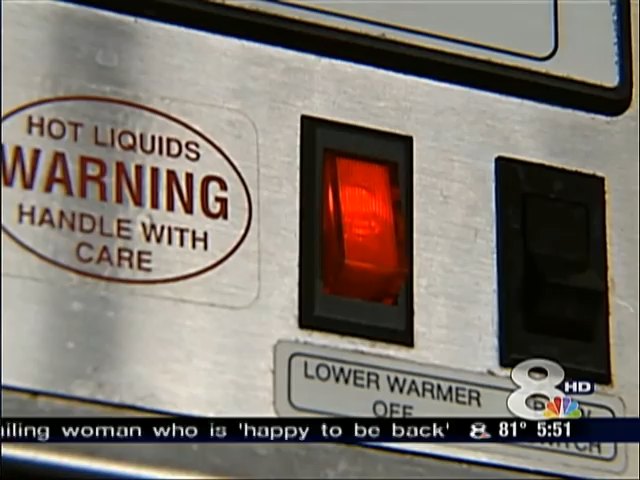 HOT LIQUIDS
WARNING
HANDLE WITH
CARE
LOWER WARMER
OFF
8 HD
iling woman who is 'happy to be back' 8 81° 5:51